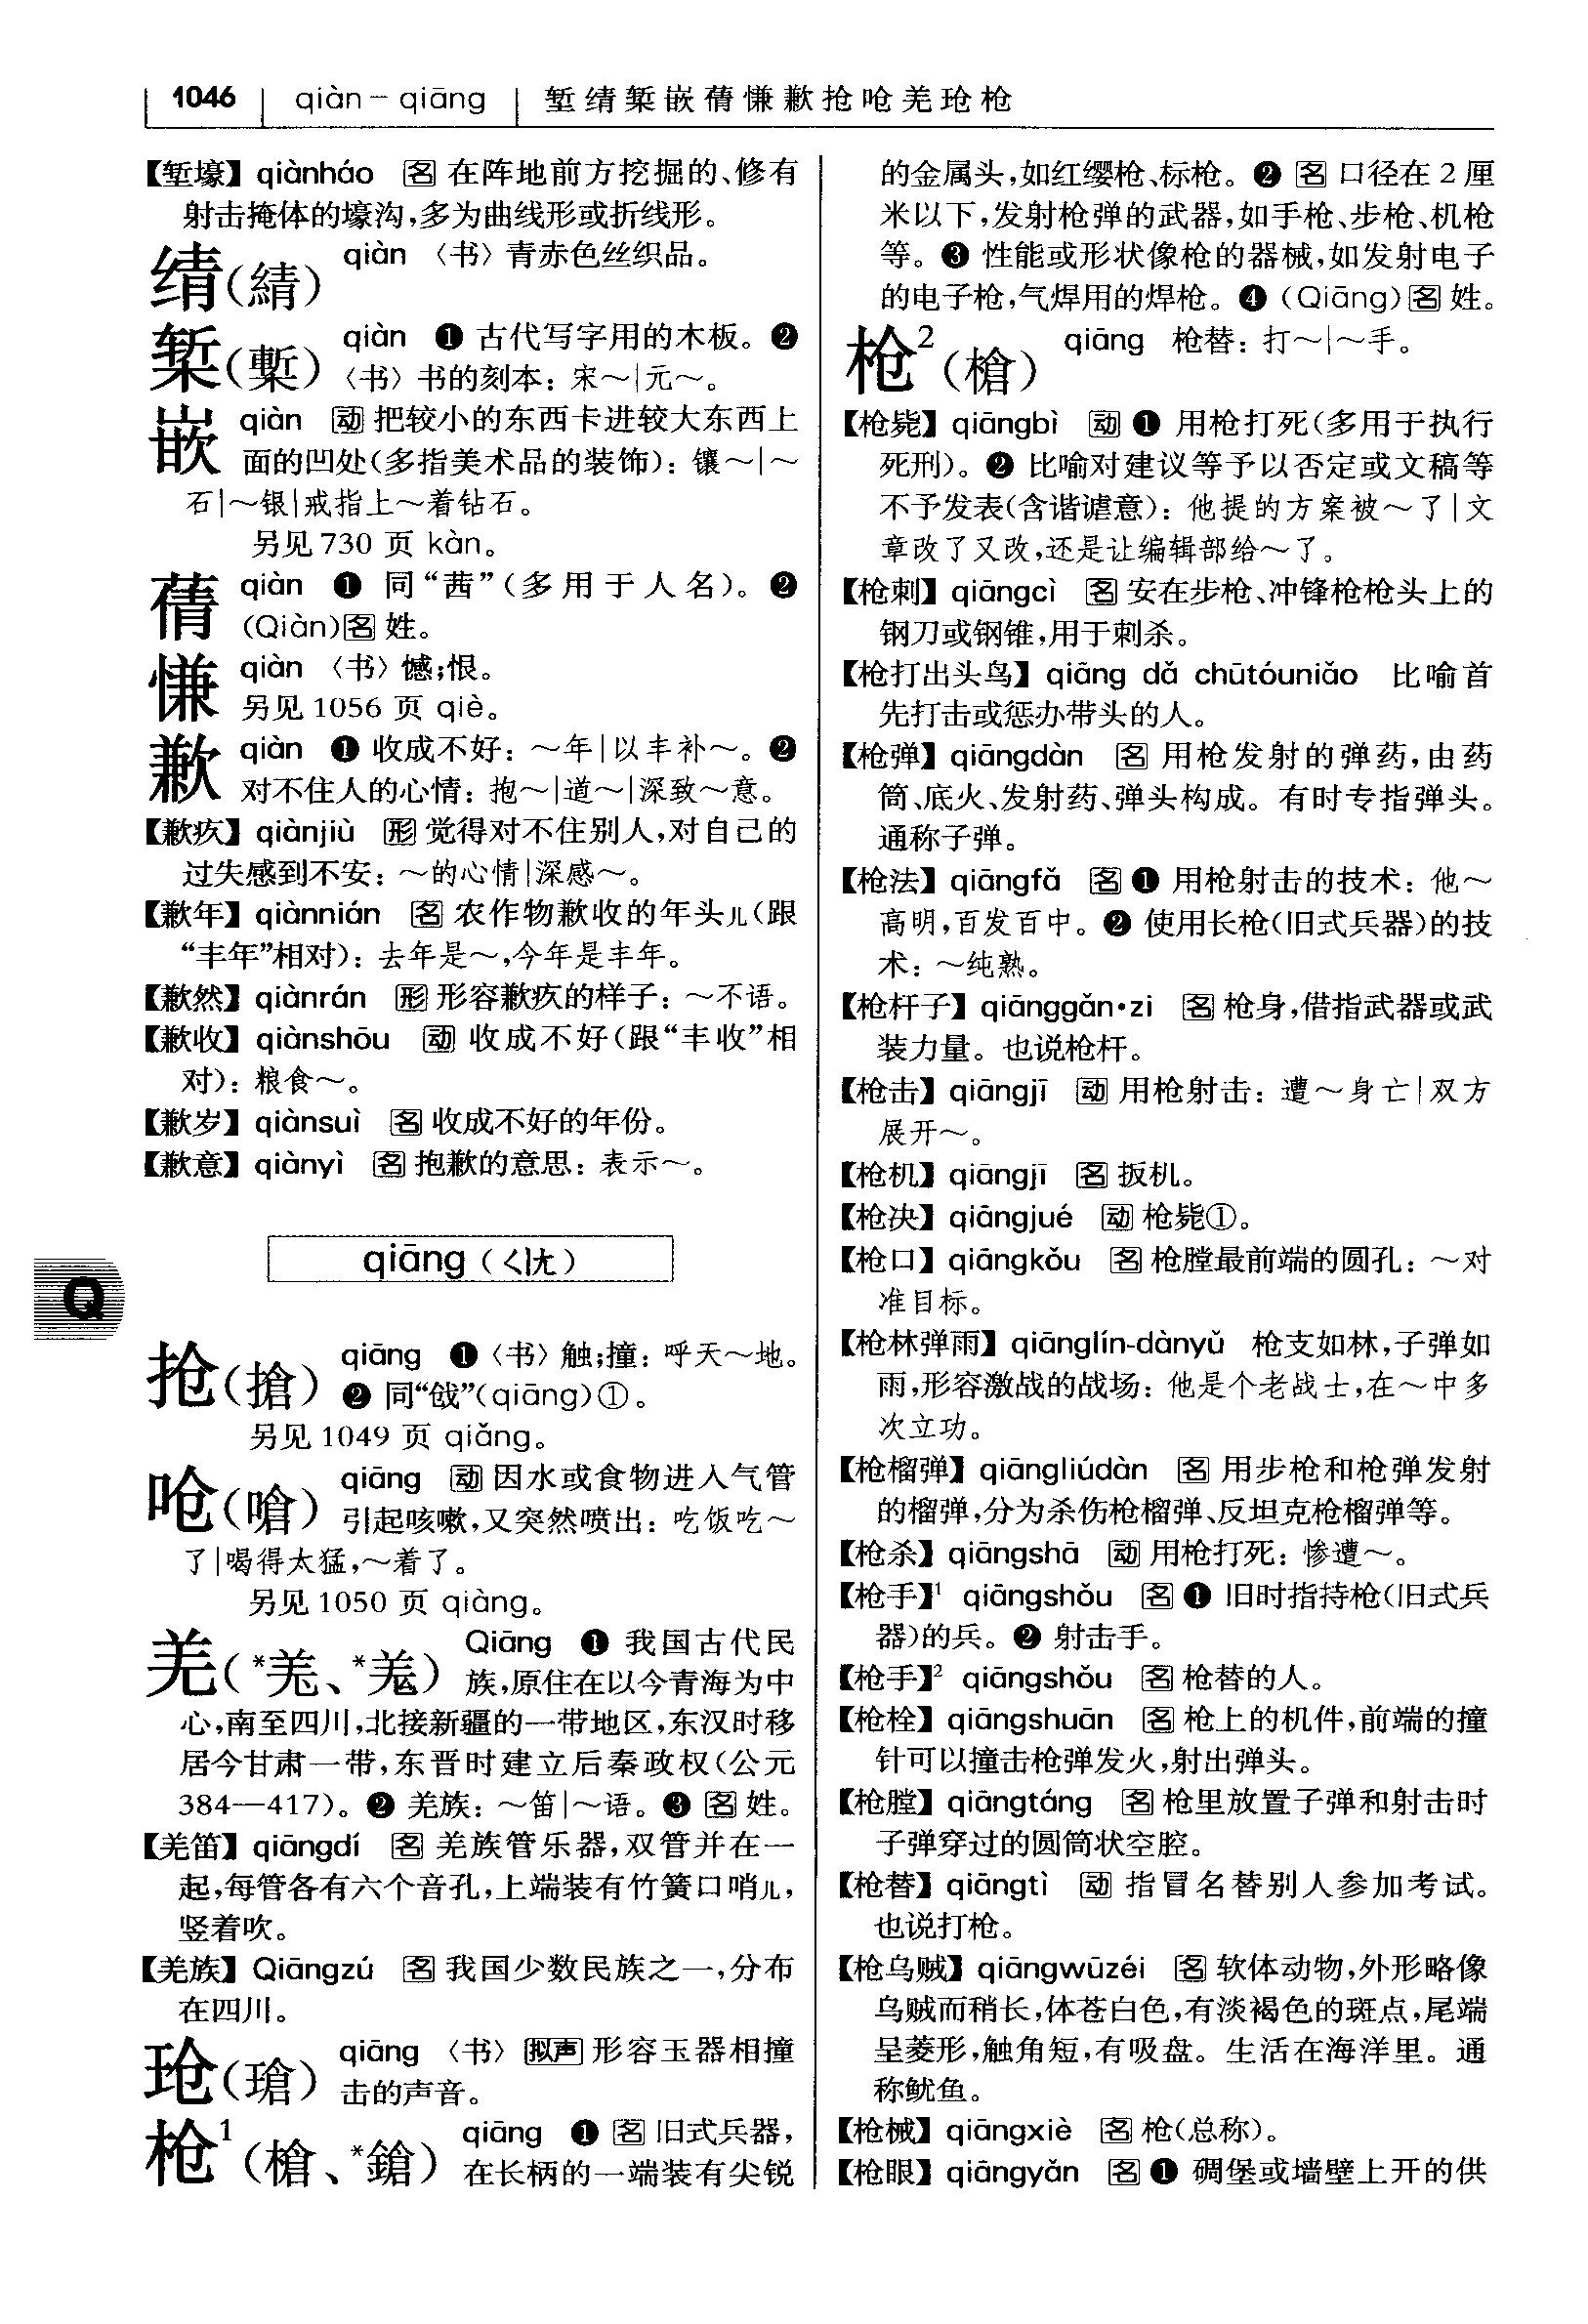 1046 qiàn－qiāng 堑綪椠嵌蒨慊歉抢呛羌玱枪
【堑壕】 qiànháo 名 在阵地前方挖掘的、修有
射击掩体的壕沟,多为曲线形或折线形。
綪(綪) qiàn 〈书〉青赤色丝织品。
椠(槧) qiàn ❶ 古代写字用的木板。❷
〈书〉书的刻本：宋～|元～。
嵌 qiàn 动 把较小的东西卡进较大东西上
面的凹处(多指美术品的装饰)：镶～|～
石|～银|戒指上～着钻石。
另见 730 页 kàn。
蒨 qiàn ❶ 同“茜”(多用于人名)。❷
(Qiàn)名 姓。
慊 qiàn 〈书〉憾;恨。
另见 1056 页 qiè。
歉 qiàn ❶ 收成不好：～年|以丰补～。❷
对不住人的心情：抱～|道～|深致～意。
【歉疚】 qiànjiù 形 觉得对不住别人,对自己的
过失感到不安：～的心情|深感～。
【歉年】 qiànnián 名 农作物歉收的年头儿(跟
“丰年”相对)：去年是～,今年是丰年。
【歉然】 qiànrán 形 形容歉疚的样子：～不语。
【歉收】 qiànshōu 动 收成不好(跟“丰收”相
对)：粮食～。
【歉岁】 qiànsuì 名 收成不好的年份。
【歉意】 qiànyì 名 抱歉的意思：表示～。
qiāng (ㄑㄧㄤ)
Q
抢(搶) qiāng ❶〈书〉触;撞：呼天～地。
❷ 同“戗”(qiāng)①。
另见 1049 页 qiǎng。
呛(嗆) qiāng 动 因水或食物进入气管
引起咳嗽,又突然喷出：吃饭吃～
了|喝得太猛,～着了。
另见 1050 页 qiàng。
羌(*羗、*羌) Qiāng ❶ 我国古代民
族,原住在以今青海为中
心,南至四川,北接新疆的一带地区,东汉时移
居今甘肃一带,东晋时建立后秦政权(公元
384—417)。❷ 羌族：～笛|～语。❸ 名 姓。
【羌笛】 qiāngdí 名 羌族管乐器,双管并在一
起,每管各有六个音孔,上端装有竹簧口哨儿,
竖着吹。
【羌族】 Qiāngzú 名 我国少数民族之一,分布
在四川。
玱(瑲) qiāng 〈书〉拟声 形容玉器相撞
击的声音。
枪¹(槍、*鎗) qiāng ❶ 名 旧式兵器,
在长柄的一端装有尖锐
的金属头,如红缨枪、标枪。❷ 名 口径在 2 厘
米以下,发射枪弹的武器,如手枪、步枪、机枪
等。❸ 性能或形状像枪的器械,如发射电子
的电子枪,气焊用的焊枪。❹ (Qiāng)名 姓。
枪²(槍) qiāng 枪替：打～|～手。
【枪毙】 qiāngbì 动 ❶ 用枪打死(多用于执行
死刑)。❷ 比喻对建议等予以否定或文稿等
不予发表(含诙谑意)：他提的方案被～了|文
章改了又改,还是让编辑部给～了。
【枪刺】 qiāngcì 名 安在步枪、冲锋枪枪头上的
钢刀或钢锥,用于刺杀。
【枪打出头鸟】 qiāng dǎ chūtóuniǎo 比喻首
先打击或惩办带头的人。
【枪弹】 qiāngdàn 名 用枪发射的弹药,由药
筒、底火、发射药、弹头构成。有时专指弹头。
通称子弹。
【枪法】 qiāngfǎ 名 ❶ 用枪射击的技术：他～
高明,百发百中。❷ 使用长枪(旧式兵器)的技
术：～纯熟。
【枪杆子】 qiānggǎn·zi 名 枪身,借指武器或武
装力量。也说枪杆。
【枪击】 qiāngjī 动 用枪射击：遭～身亡|双方
展开～。
【枪机】 qiāngjī 名 扳机。
【枪决】 qiāngjué 动 枪毙①。
【枪口】 qiāngkǒu 名 枪膛最前端的圆孔：～对
准目标。
【枪林弹雨】 qiānglín-dànyǔ 枪支如林,子弹如
雨,形容激战的战场：他是个老战士,在～中多
次立功。
【枪榴弹】 qiāngliúdàn 名 用步枪和枪弹发射
的榴弹,分为杀伤枪榴弹、反坦克枪榴弹等。
【枪杀】 qiāngshā 动 用枪打死：惨遭～。
【枪手】¹ qiāngshǒu 名 ❶ 旧时指持枪(旧式兵
器)的兵。❷ 射击手。
【枪手】² qiāngshǒu 名 枪替的人。
【枪栓】 qiāngshuān 名 枪上的机件,前端的撞
针可以撞击枪弹发火,射出弹头。
【枪膛】 qiāngtáng 名 枪里放置子弹和射击时
子弹穿过的圆筒状空腔。
【枪替】 qiāngtì 动 指冒名替别人参加考试。
也说打枪。
【枪乌贼】 qiāngwūzéi 名 软体动物,外形略像
乌贼而稍长,体苍白色,有淡褐色的斑点,尾端
呈菱形,触角短,有吸盘。生活在海洋里。通
称鱿鱼。
【枪械】 qiāngxiè 名 枪(总称)。
【枪眼】 qiāngyǎn 名 ❶ 碉堡或墙壁上开的供